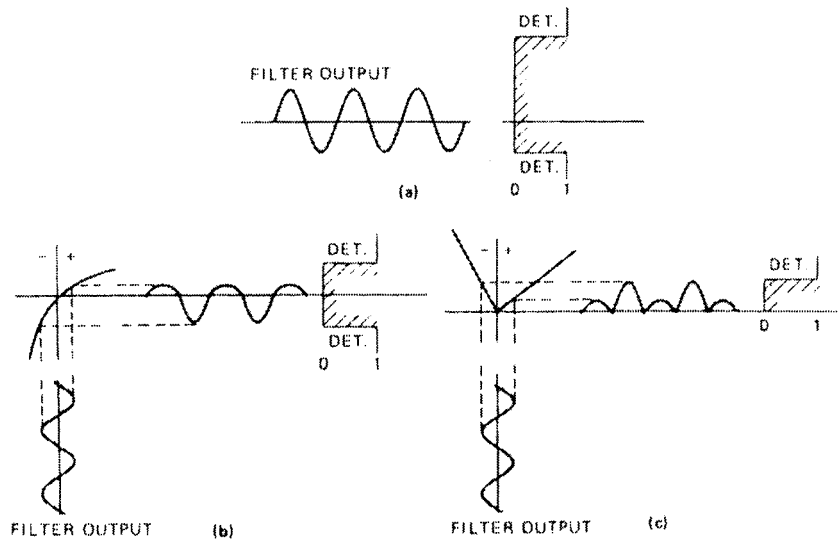 DET.
FILTER OUTPUT
DET.
0 1
(a)
- +
DET.
DET.
0 1
FILTER OUTPUT
(b)
- +
DET.
0 1
FILTER OUTPUT
(c)